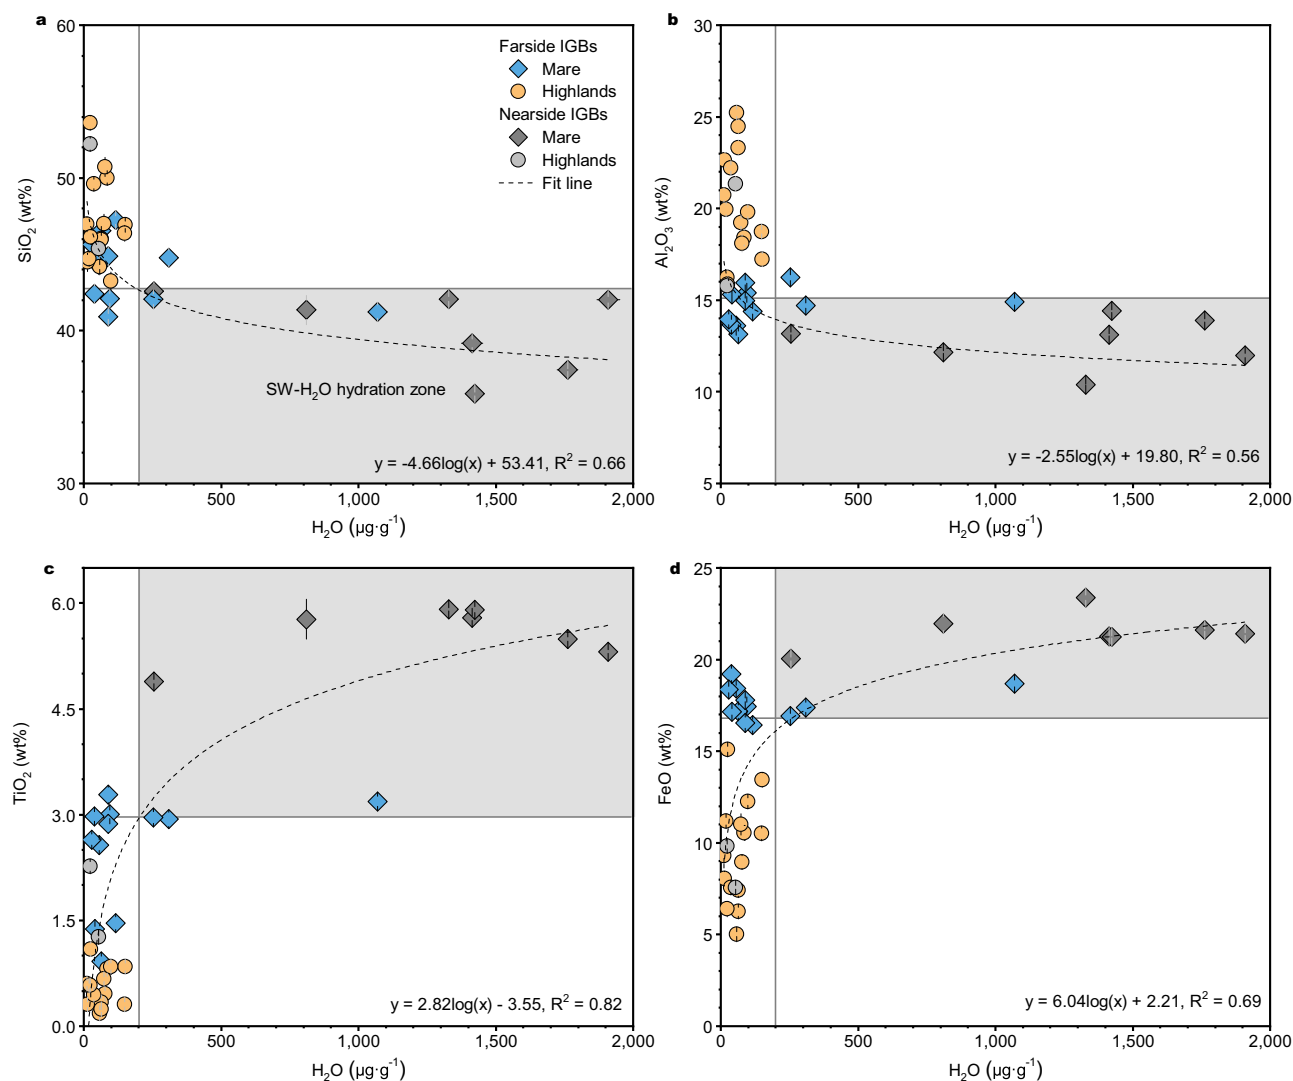 a
60
50
40
30
SiO₂ (wt%)
Farside IGBs
Mare
Highlands
Nearside IGBs
Mare
Highlands
Fit line
SW-H₂O hydration zone
y = -4.66log(x) + 53.41, R² = 0.66
0
500
1,000
1,500
2,000
H₂O (μg·g⁻¹)
b
30
25
20
15
10
5
Al₂O₃ (wt%)
y = -2.55log(x) + 19.80, R² = 0.56
0
500
1,000
1,500
2,000
H₂O (μg·g⁻¹)
c
6.0
4.5
3.0
1.5
0.0
TiO₂ (wt%)
y = 2.82log(x) - 3.55, R² = 0.82
0
500
1,000
1,500
2,000
H₂O (μg·g⁻¹)
d
25
20
15
10
5
0
FeO (wt%)
y = 6.04log(x) + 2.21, R² = 0.69
0
500
1,000
1,500
2,000
H₂O (μg·g⁻¹)